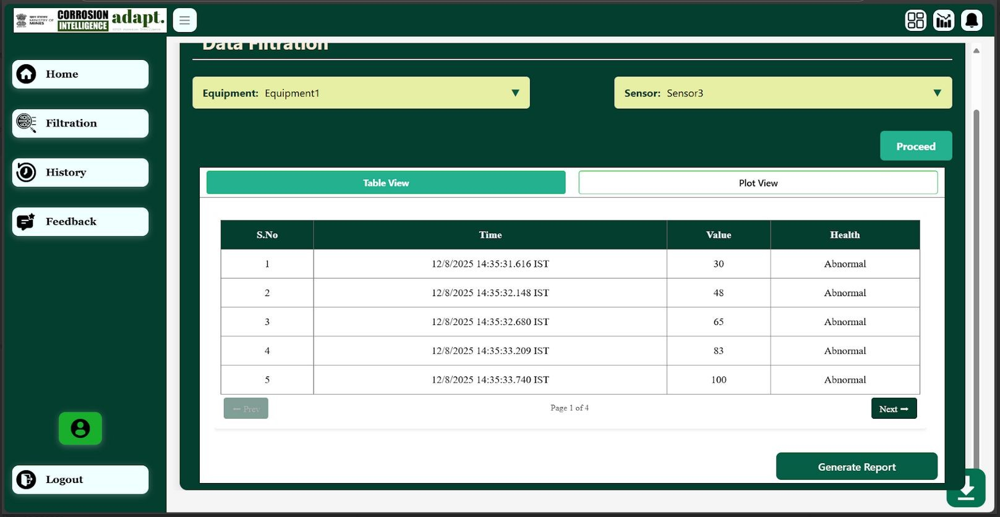 MINISTRY OF
MINES
CORROSION
INTELLIGENCE
adapt.
Home
Filtration
History
Feedback
Logout
Data Filtration
Equipment: Equipment1
Sensor: Sensor3
Proceed
Table View
Plot View
S.No Time Value Health
1 12/8/2025 14:35:31.616 IST 30 Abnormal
2 12/8/2025 14:35:32.148 IST 48 Abnormal
3 12/8/2025 14:35:32.680 IST 65 Abnormal
4 12/8/2025 14:35:33.209 IST 83 Abnormal
5 12/8/2025 14:35:33.740 IST 100 Abnormal
← Prev Page 1 of 4 Next →
Generate Report